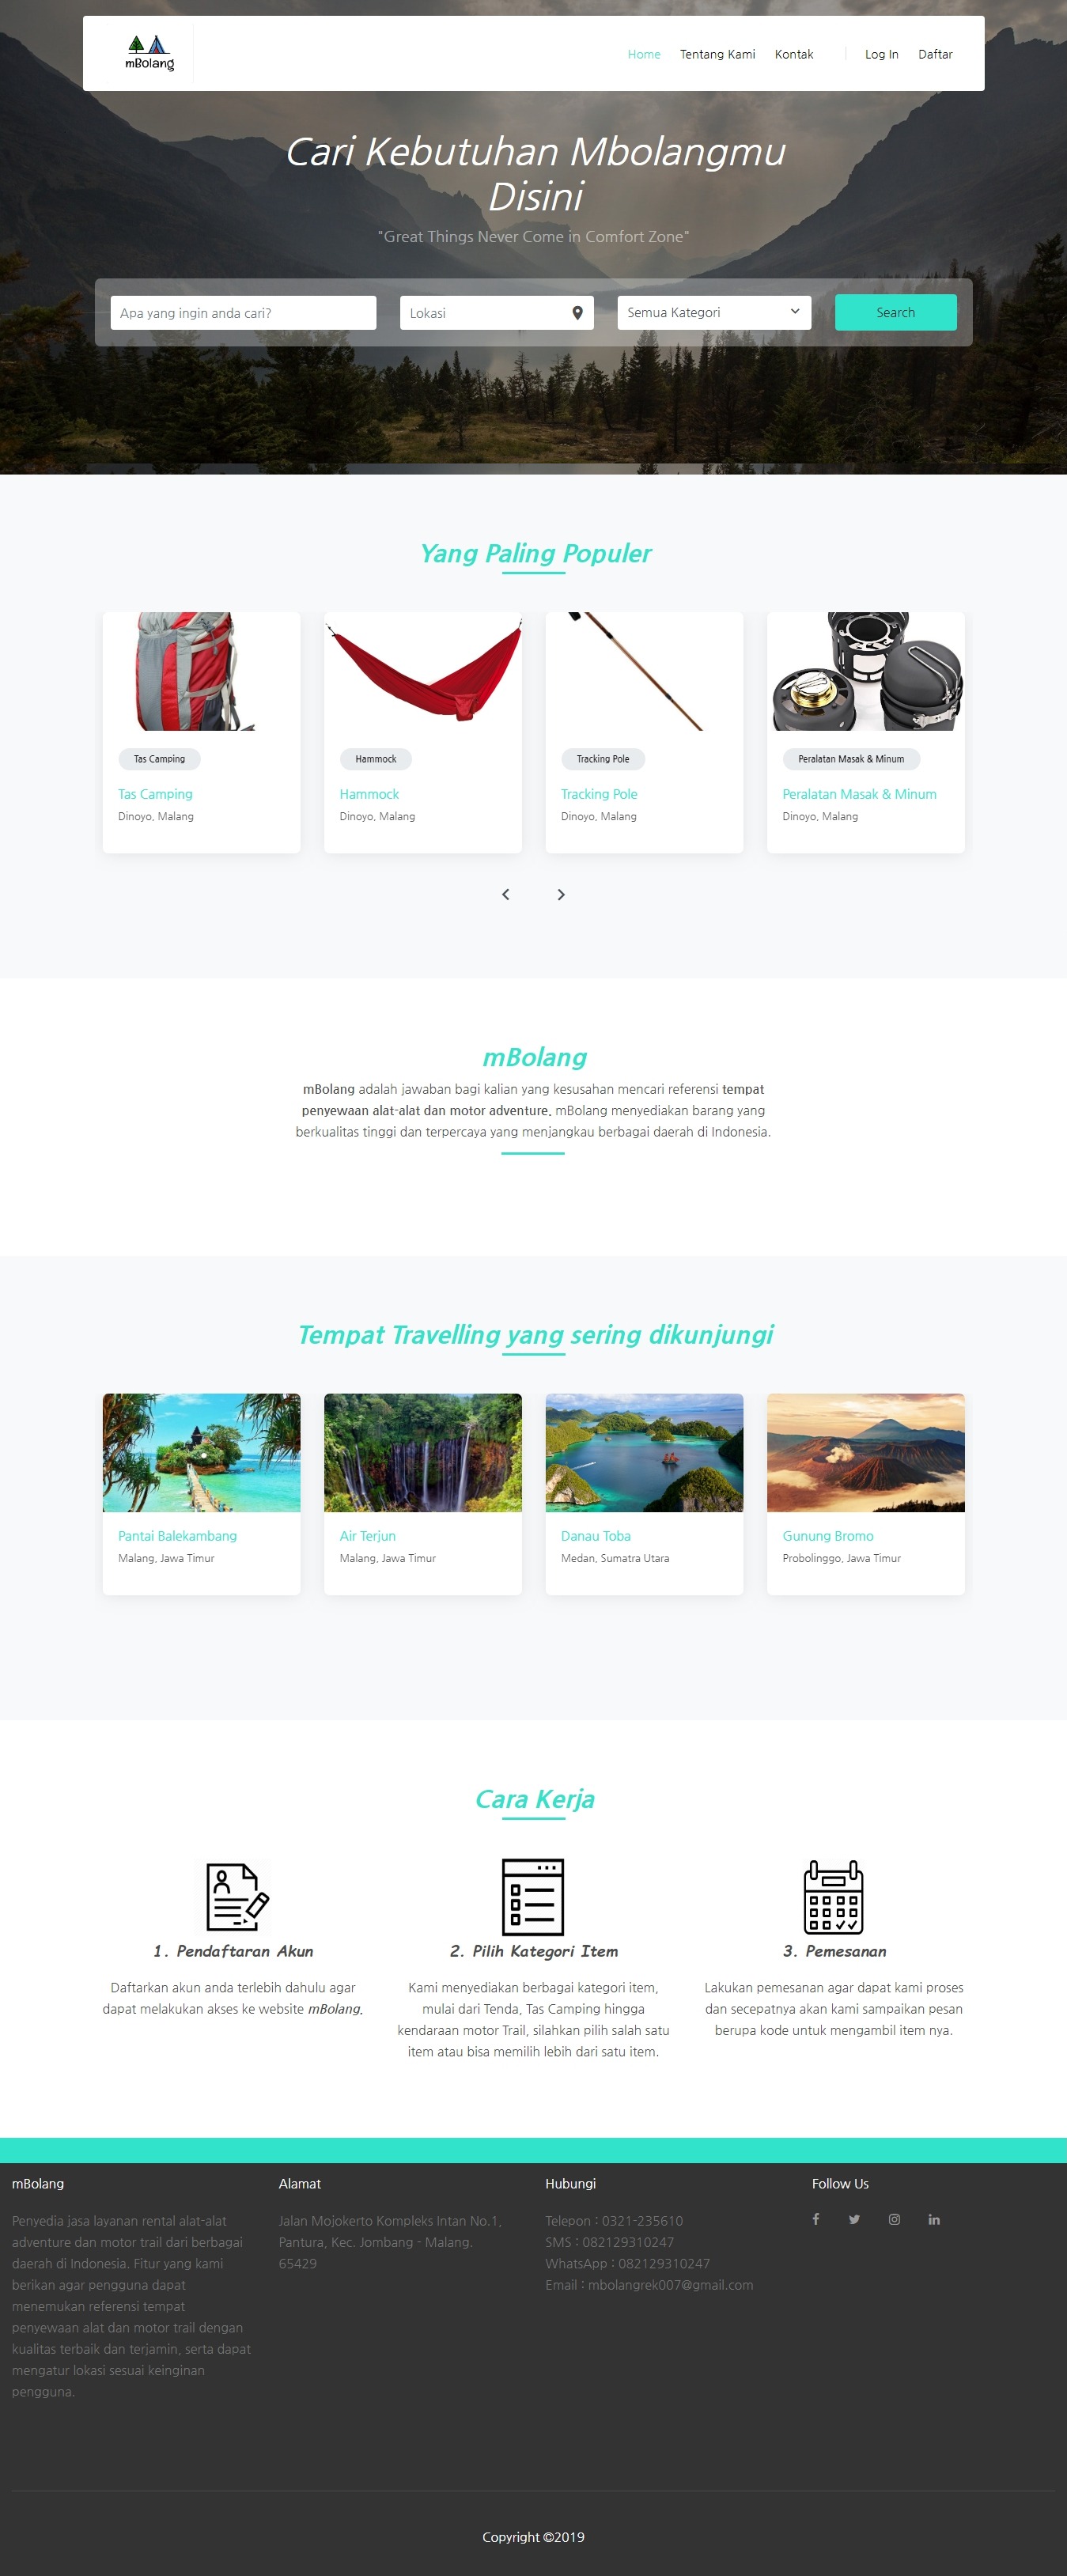 mBolang
Home
Tentang Kami
Kontak
Log In
Daftar
Cari Kebutuhan Mbolangmu
Disini
"Great Things Never Come in Comfort Zone"
Apa yang ingin anda cari?
Lokasi
Semua Kategori
Search
Yang Paling Populer
Tas Camping
Tas Camping
Dinoyo, Malang
Hammock
Hammock
Dinoyo, Malang
Tracking Pole
Tracking Pole
Dinoyo, Malang
Peralatan Masak & Minum
Peralatan Masak & Minum
Dinoyo, Malang
mBolang
mBolang adalah jawaban bagi kalian yang kesusahan mencari referensi tempat
penyewaan alat-alat dan motor adventure. mBolang menyediakan barang yang
berkualitas tinggi dan terpercaya yang menjangkau berbagai daerah di Indonesia.
Tempat Travelling yang sering dikunjungi
Pantai Balekambang
Malang, Jawa Timur
Air Terjun
Malang, Jawa Timur
Danau Toba
Medan, Sumatra Utara
Gunung Bromo
Probolinggo, Jawa Timur
Cara Kerja
1. Pendaftaran Akun
Daftarkan akun anda terlebih dahulu agar
dapat melakukan akses ke website mBolang.
2. Pilih Kategori Item
Kami menyediakan berbagai kategori item,
mulai dari Tenda, Tas Camping hingga
kendaraan motor Trail, silahkan pilih salah satu
item atau bisa memilih lebih dari satu item.
3. Pemesanan
Lakukan pemesanan agar dapat kami proses
dan secepatnya akan kami sampaikan pesan
berupa kode untuk mengambil item nya.
mBolang
Penyedia jasa layanan rental alat-alat
adventure dan motor trail dari berbagai
daerah di Indonesia. Fitur yang kami
berikan agar pengguna dapat
menemukan referensi tempat
penyewaan alat dan motor trail dengan
kualitas terbaik dan terjamin, serta dapat
mengatur lokasi sesuai keinginan
pengguna.
Alamat
Jalan Mojokerto Kompleks Intan No.1,
Pantura, Kec. Jombang - Malang.
65429
Hubungi
Telepon : 0321-235610
SMS : 082129310247
WhatsApp : 082129310247
Email : mbolangrek007@gmail.com
Follow Us
Copyright ©2019